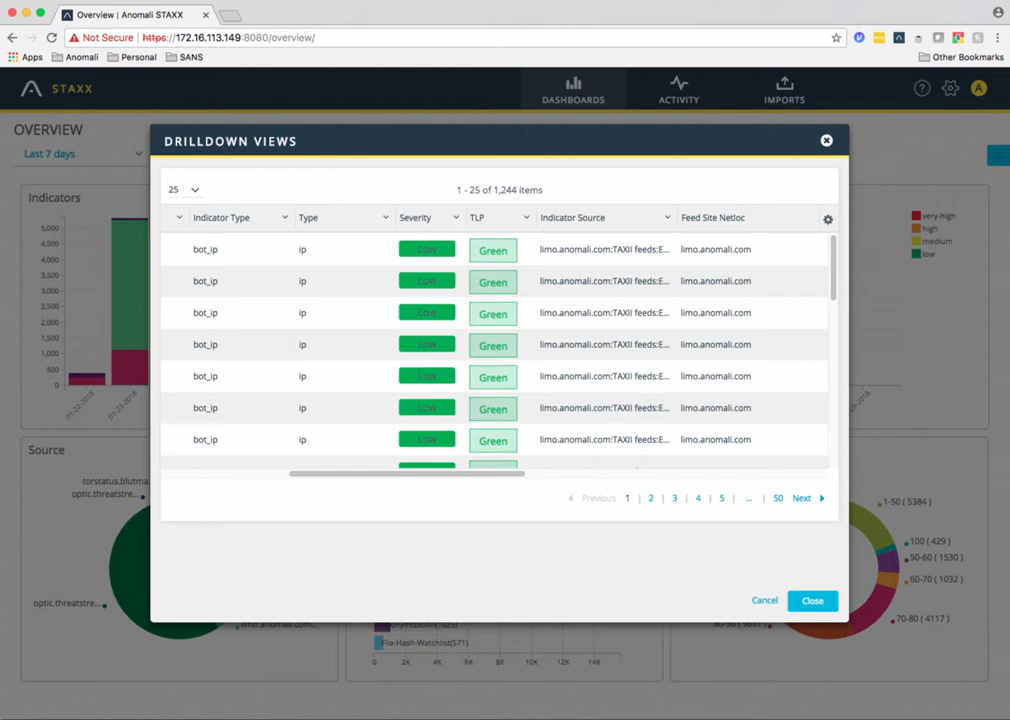 Overview | Anomali STAXX
Not Secure | https://172.16.113.149:8080/overview/
Apps Anomali Personal SANS Other Bookmarks
STAXX
DASHBOARDS ACTIVITY IMPORTS
? A
OVERVIEW
Last 7 days
DRILLDOWN VIEWS
25 1 - 25 of 1,244 items
Indicator Type Type Severity TLP Indicator Source Feed Site Netloc
bot_ip ip Low Green limo.anomali.com:TAXII feeds:E... limo.anomali.com
bot_ip ip Low Green limo.anomali.com:TAXII feeds:E... limo.anomali.com
bot_ip ip Low Green limo.anomali.com:TAXII feeds:E... limo.anomali.com
bot_ip ip Low Green limo.anomali.com:TAXII feeds:E... limo.anomali.com
bot_ip ip Low Green limo.anomali.com:TAXII feeds:E... limo.anomali.com
bot_ip ip Low Green limo.anomali.com:TAXII feeds:E... limo.anomali.com
bot_ip ip Low Green limo.anomali.com:TAXII feeds:E... limo.anomali.com
Previous 1 | 2 | 3 | 4 | 5 | ... | 50 Next
Cancel Close
Indicators
5,000
4,500
4,000
3,500
3,000
2,500
2,000
1,500
1,000
500
0
01-22-2018 01-23-2018
very-high
high
medium
low
Source
torstatus.blutma...
optic.threatstre...
optic.threatstre...
limo.anomali....
File-Hash-Watchlist(571)
0 2K 4K 6K 8K 10K 12K 14K
1-50 ( 5384 )
100 ( 429 )
50-60 ( 1530 )
60-70 ( 1032 )
70-80 ( 4117 )